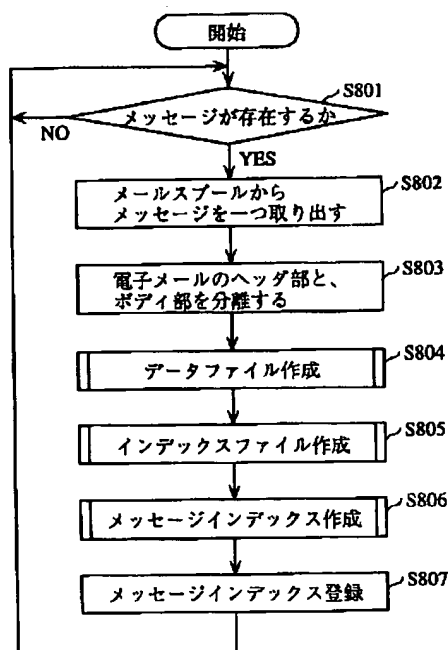 開始
S801
メッセージが存在するか
NO
YES
S802
メールスプールから
メッセージを一つ取り出す
S803
電子メールのヘッダ部と、
ボディ部を分離する
S804
データファイル作成
S805
インデックスファイル作成
S806
メッセージインデックス作成
S807
メッセージインデックス登録